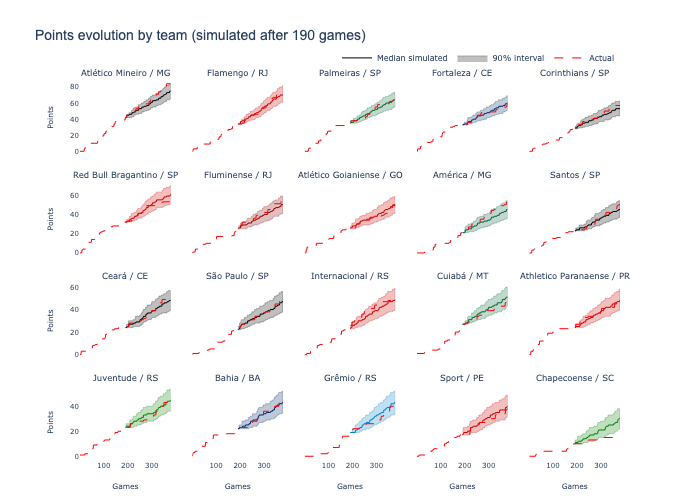 Points evolution by team (simulated after 190 games)
Median simulated 90% interval Actual
Atlético Mineiro / MG Flamengo / RJ Palmeiras / SP Fortaleza / CE Corinthians / SP
80
60
40
20
0
Points
Red Bull Bragantino / SP Fluminense / RJ Atlético Goianiense / GO América / MG Santos / SP
60
40
20
0
Points
Ceará / CE São Paulo / SP Internacional / RS Cuiabá / MT Athletico Paranaense / PR
60
40
20
0
Points
Juventude / RS Bahia / BA Grêmio / RS Sport / PE Chapecoense / SC
40
20
0
Points
100 200 300 100 200 300 100 200 300 100 200 300 100 200 300
Games Games Games Games Games